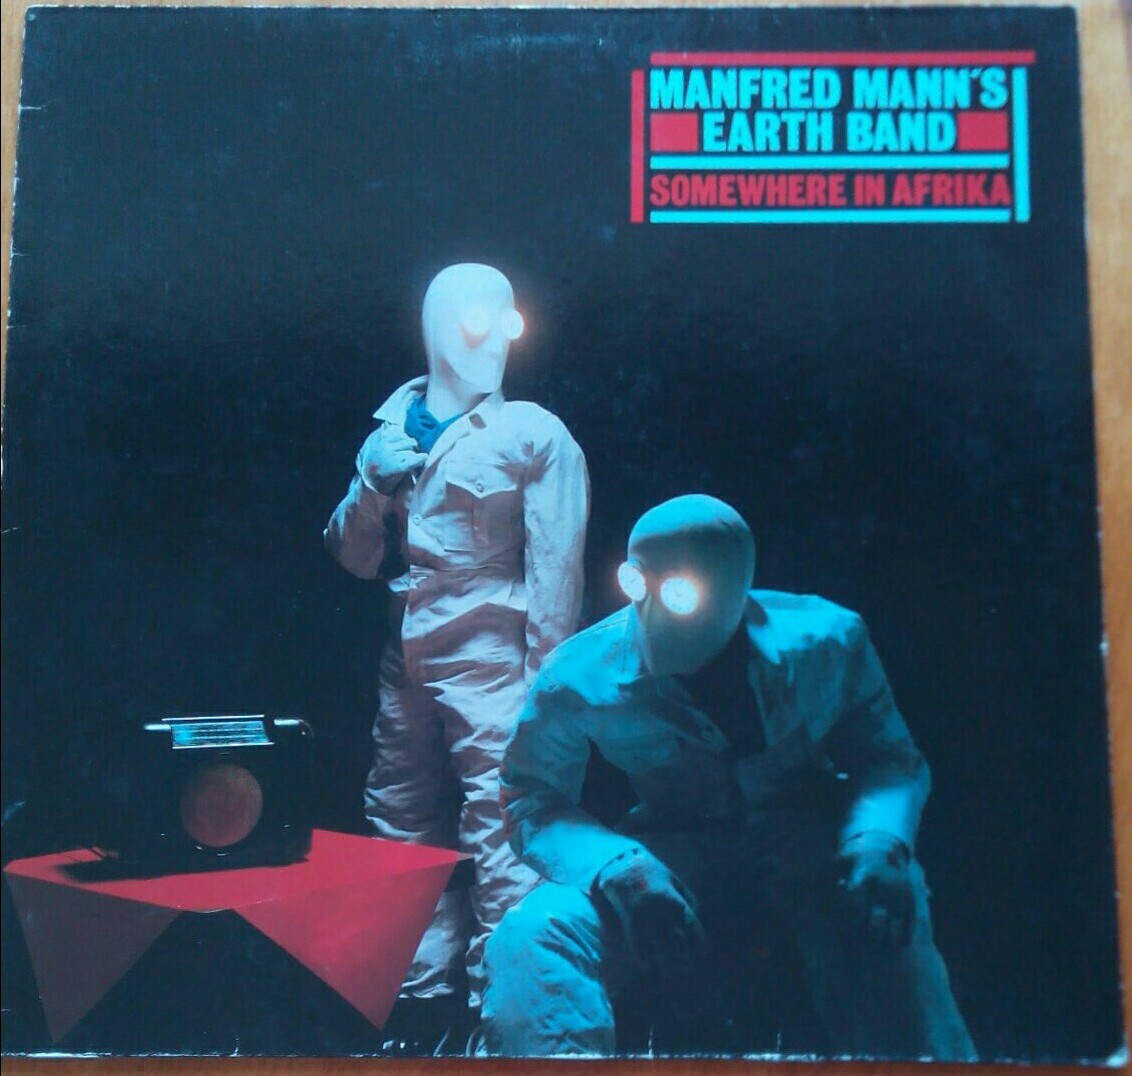 MANFRED MANN'S
EARTH BAND
SOMEWHERE IN AFRIKA